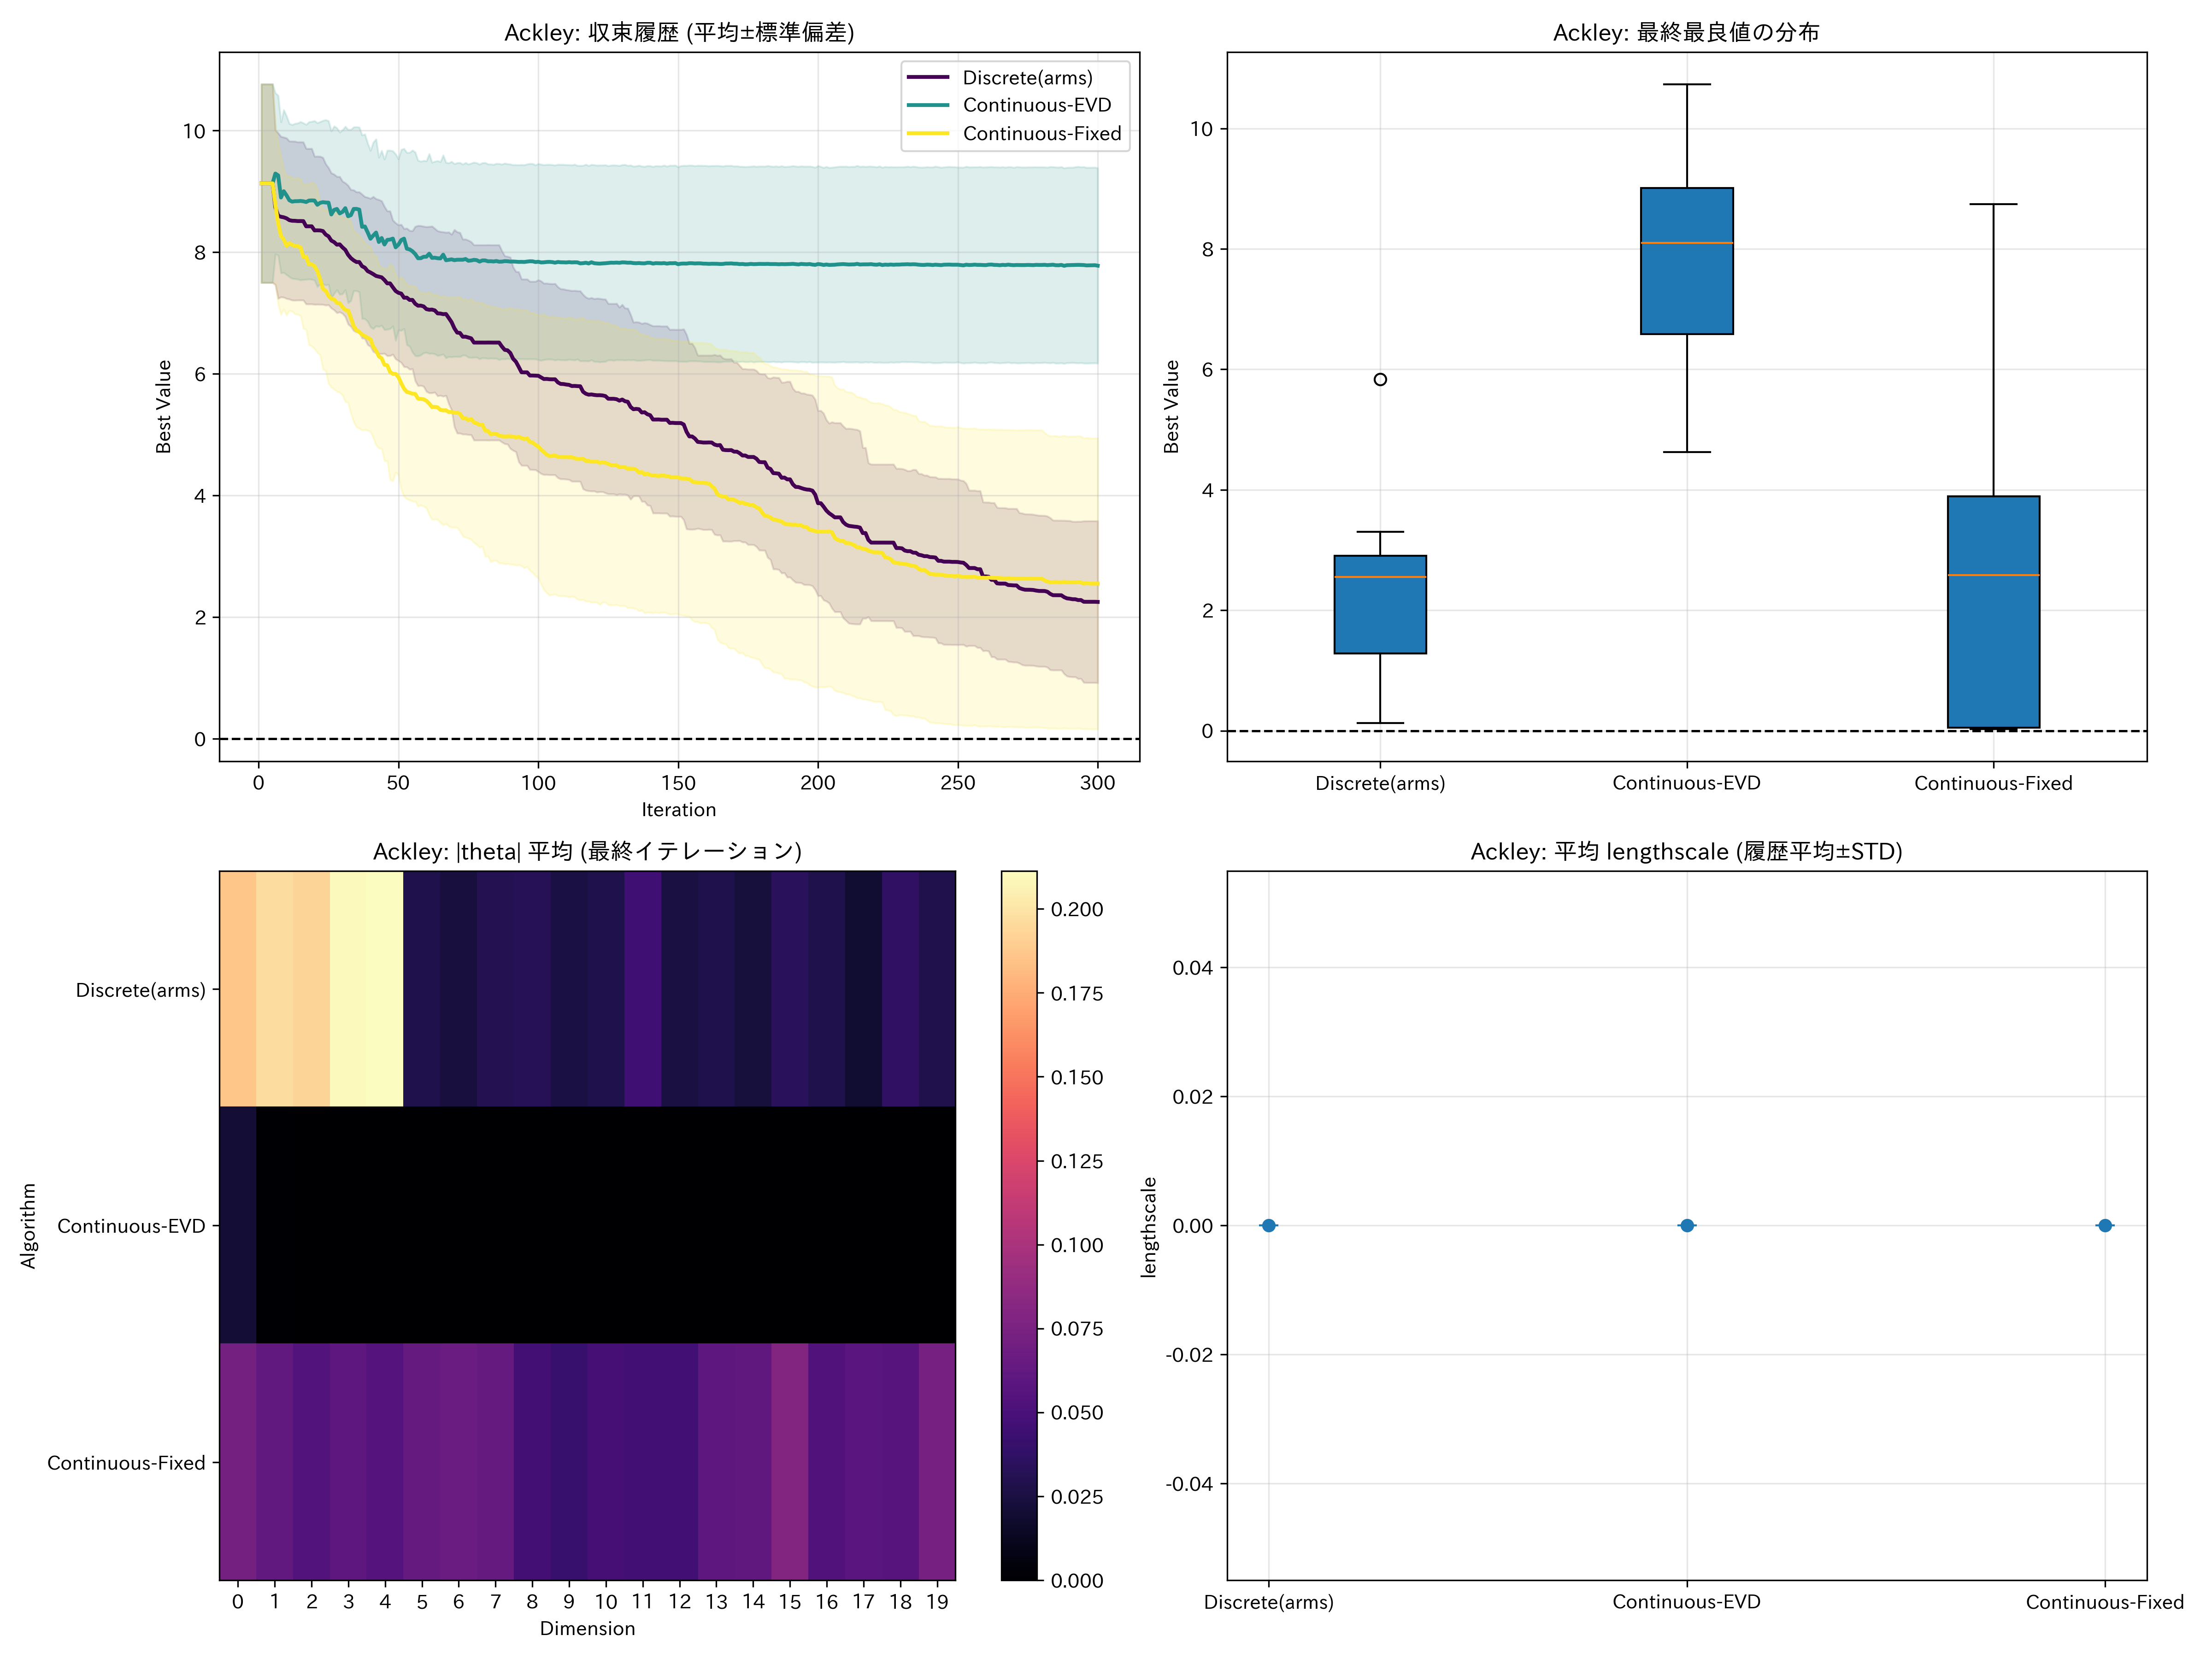 Ackley: 収束履歴 (平均±標準偏差)
Discrete(arms)
Continuous-EVD
Continuous-Fixed
10
8
6
4
2
0
Best Value
0 50 100 150 200 250 300
Iteration
Ackley: 最終最良値の分布
10
8
6
4
2
0
Best Value
Discrete(arms) Continuous-EVD Continuous-Fixed
Ackley: |theta| 平均 (最終イテレーション)
Discrete(arms)
Continuous-EVD
Continuous-Fixed
Algorithm
0 1 2 3 4 5 6 7 8 9 10 11 12 13 14 15 16 17 18 19
Dimension
0.200
0.175
0.150
0.125
0.100
0.075
0.050
0.025
0.000
Ackley: 平均 lengthscale (履歴平均±STD)
0.04
0.02
0.00
-0.02
-0.04
lengthscale
Discrete(arms) Continuous-EVD Continuous-Fixed